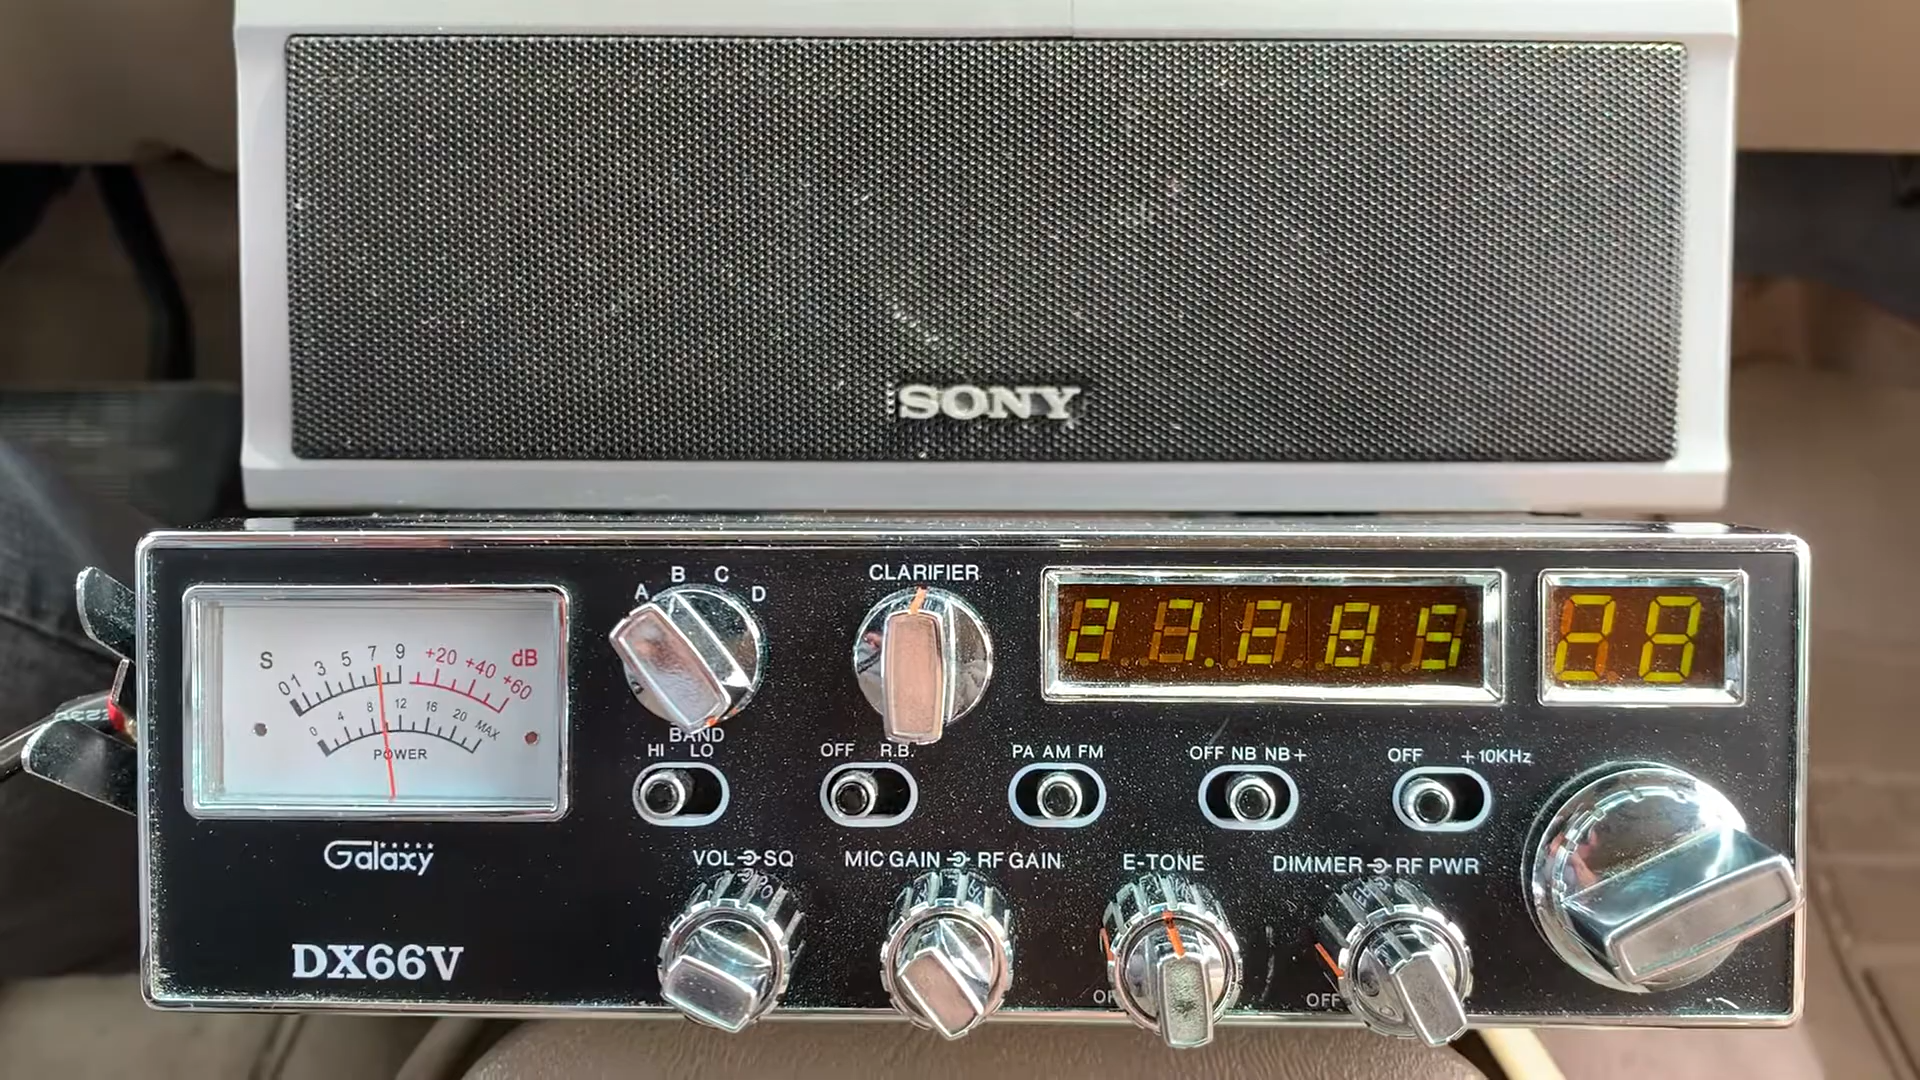 SONY
S 0 1 3 5 7 9 +20 +40 +60 dB
0 4 8 12 16 20 MAX
POWER
Galaxy
DX66V
A B C D
BAND
CLARIFIER
28
HI LO
OFF R.B.
PA AM FM
OFF NB NB+
OFF +10KHz
VOL SQ
MIC GAIN RF GAIN
E-TONE
DIMMER RF PWR
OFF